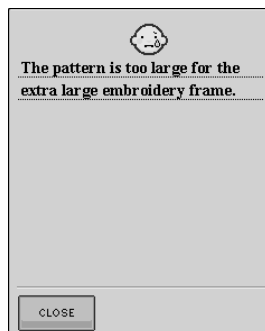 The pattern is too large for the
extra large embroidery frame.
CLOSE